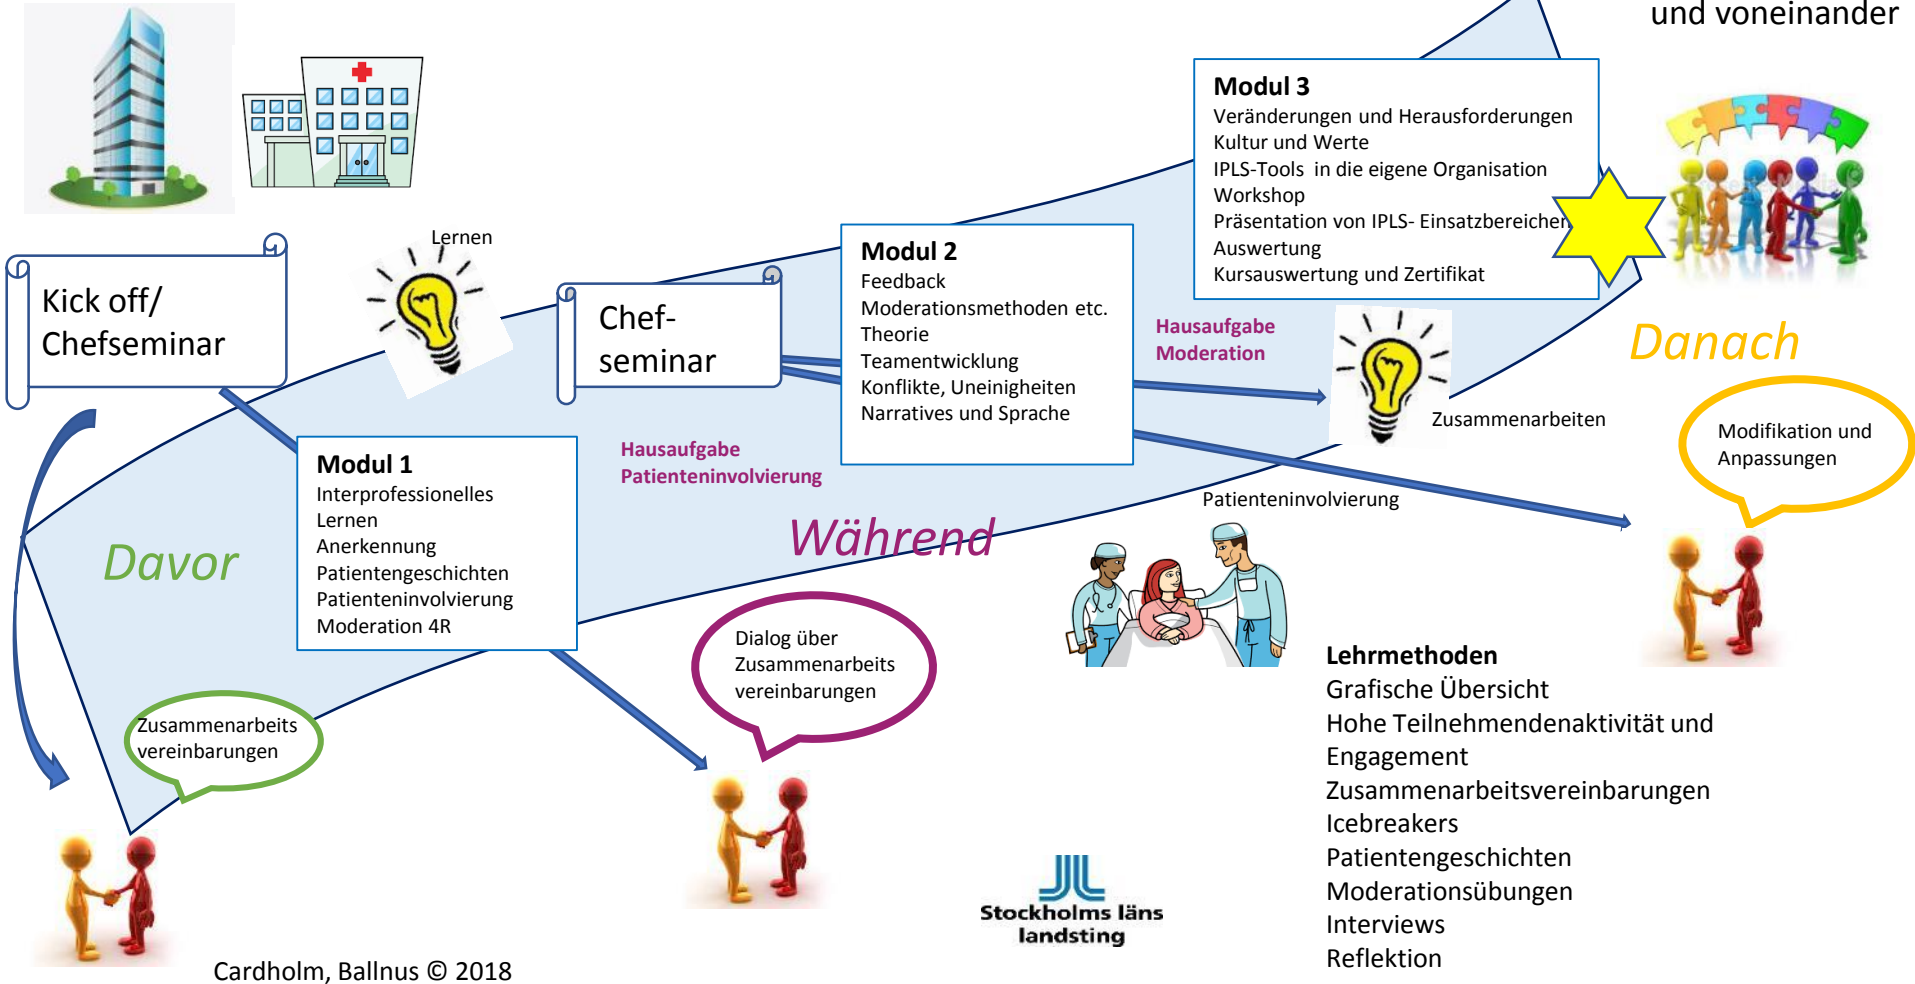 und voneinander
Modul 3
Veränderungen und Herausforderungen
Kultur und Werte
IPLS-Tools in die eigene Organisation
Workshop
Präsentation von IPLS- Einsatzbereichen
Auswertung
Kursauswertung und Zertifikat
Lernen
Kick off/
Chefseminar
Chef-
seminar
Modul 2
Feedback
Moderationsmethoden etc.
Theorie
Teamentwicklung
Konflikte, Uneinigheiten
Narratives und Sprache
Hausaufgabe
Moderation
Danach
Zusammenarbeiten
Modifikation und
Anpassungen
Modul 1
Interprofessionelles
Lernen
Anerkennung
Patientengeschichten
Patienteninvolvierung
Moderation 4R
Hausaufgabe
Patienteninvolvierung
Patienteninvolvierung
Davor
Während
Dialog über
Zusammenarbeits
vereinbarungen
Zusammenarbeits
vereinbarungen
Lehrmethoden
Grafische Übersicht
Hohe Teilnehmendenaktivität und
Engagement
Zusammenarbeitsvereinbarungen
Icebreakers
Patientengeschichten
Moderationsübungen
Interviews
Reflektion
Stockholms läns
landsting
Cardholm, Ballnus © 2018